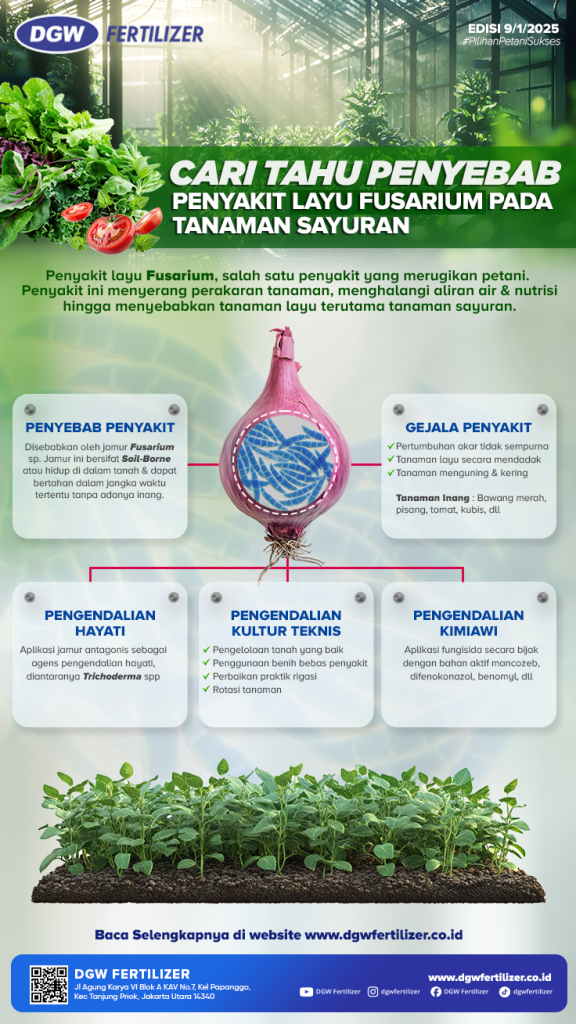 DGW FERTILIZER
EDISI 9/1/2025
#PilihanPetaniSukses
CARI TAHU PENYEBAB
PENYAKIT LAYU FUSARIUM PADA
TANAMAN SAYURAN
Penyakit layu Fusarium, salah satu penyakit yang merugikan petani.
Penyakit ini menyerang perakaran tanaman, menghalangi aliran air & nutrisi
hingga menyebabkan tanaman layu terutama tanaman sayuran.
PENYEBAB PENYAKIT
Disebabkan oleh jamur Fusarium
sp. Jamur ini bersifat Soil-Borne
atau hidup di dalam tanah & dapat
bertahan dalam jangka waktu
tertentu tanpa adanya inang.
GEJALA PENYAKIT
✓Pertumbuhan akar tidak sempurna
✓Tanaman layu secara mendadak
✓Tanaman menguning & kering
Tanaman Inang : Bawang merah,
pisang, tomat, kubis, dll
PENGENDALIAN
HAYATI
Aplikasi jamur antagonis sebagai
agens pengendalian hayati,
diantaranya Trichoderma spp
PENGENDALIAN
KULTUR TEKNIS
✓ Pengelolaan tanah yang baik
✓ Penggunaan benih bebas penyakit
✓ Perbaikan praktik rigasi
✓ Rotasi tanaman
PENGENDALIAN
KIMIAWI
Aplikasi fungisida secara bijak
dengan bahan aktif mancozeb,
difenokonazol, benomyl, dll
Baca Selengkapnya di website www.dgwfertilizer.co.id
DGW FERTILIZER
Jl Agung Karya VI Blok A KAV No.7, Kel Papanggo,
Kec Tanjung Priok, Jakarta Utara 14340
www.dgwfertilizer.co.id
DGW Fertilizer dgwfertilizer DGW Fertilizer dgwfertilizer